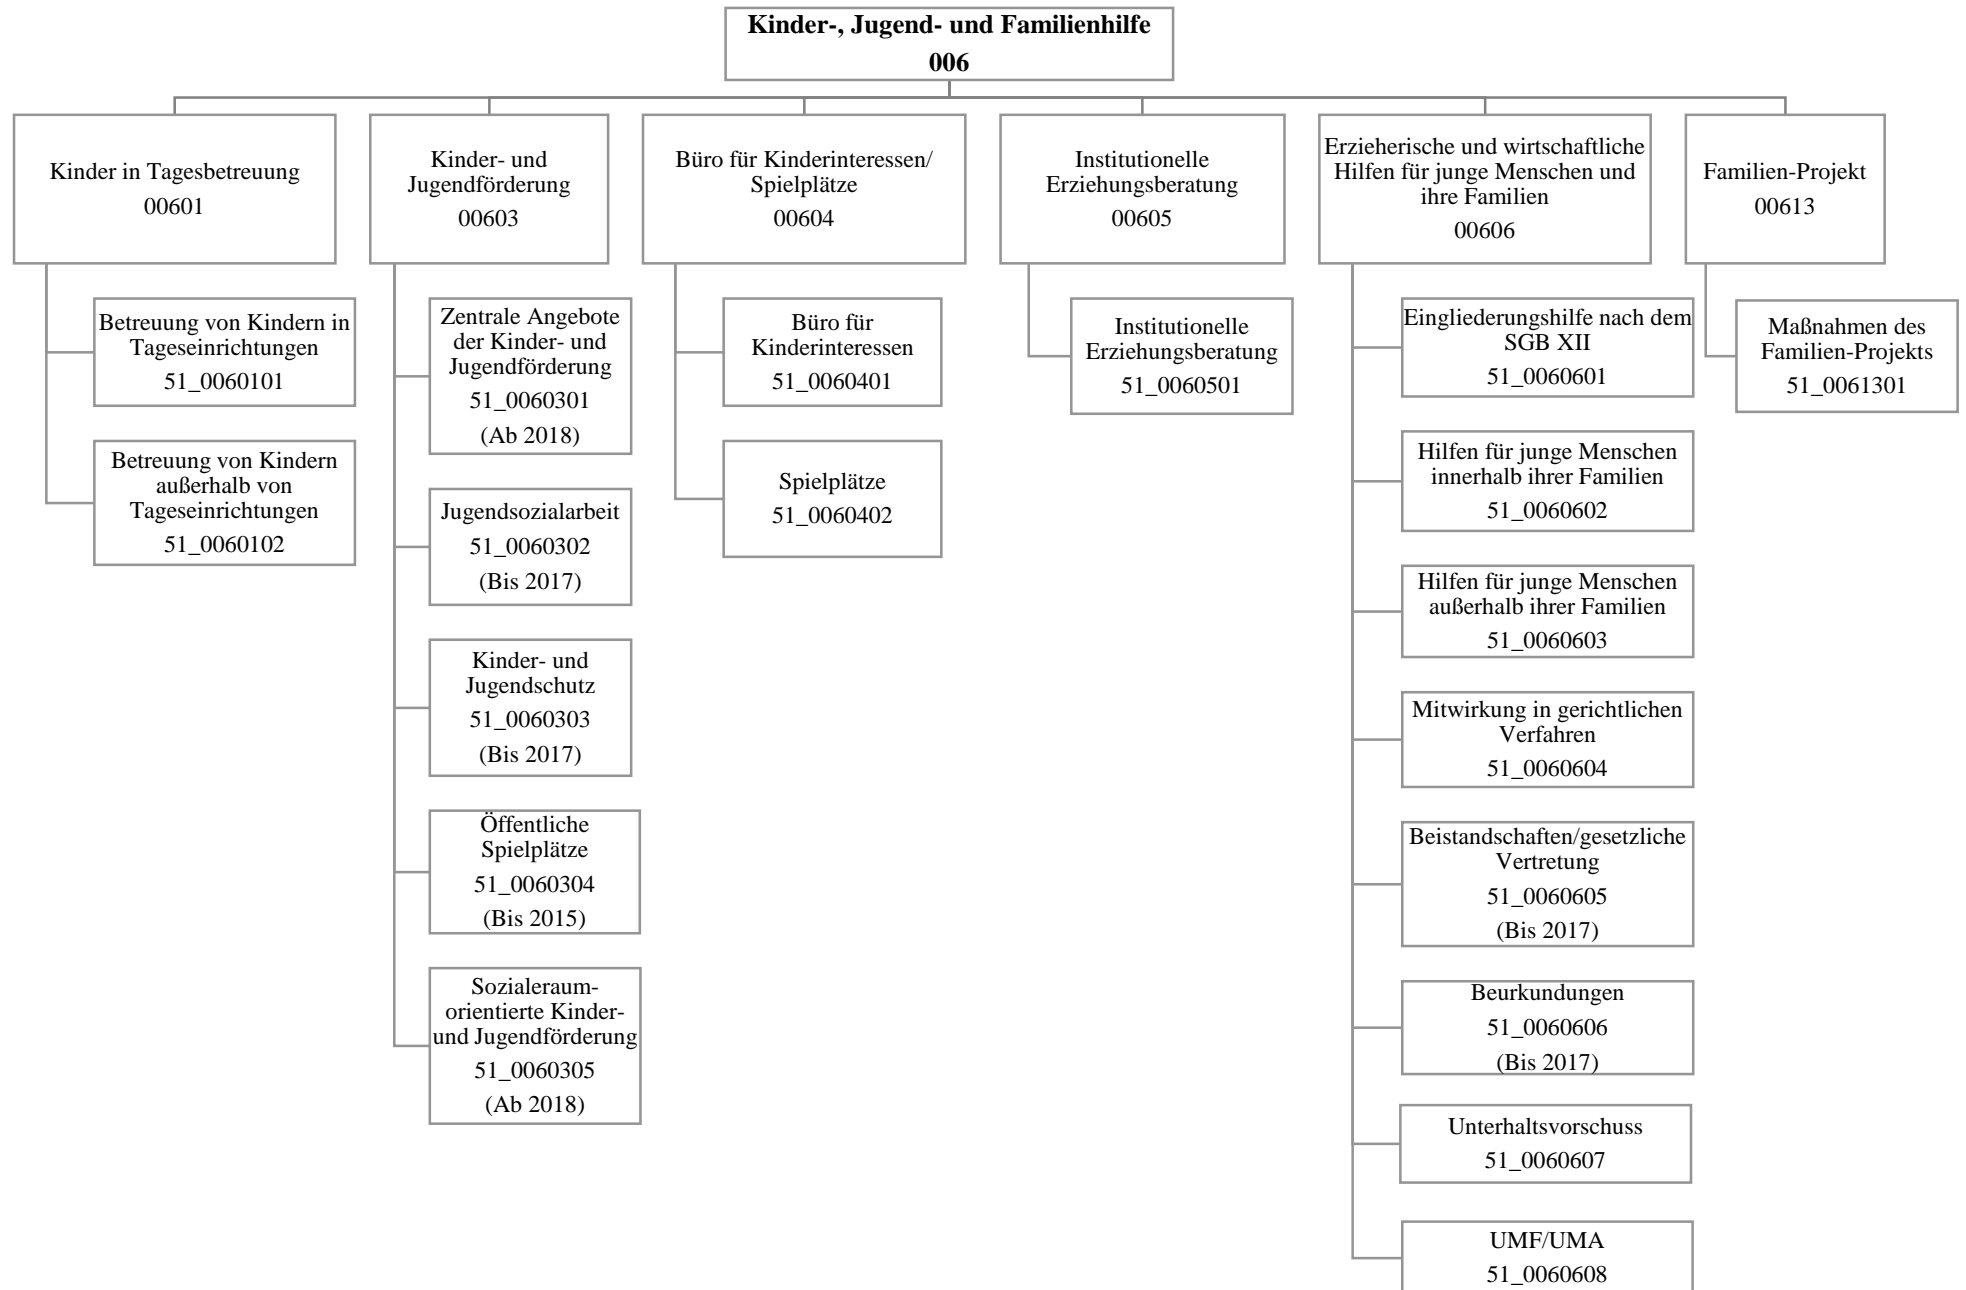 Kinder-, Jugend- und Familienhilfe
006
Kinder in Tagesbetreuung
00601
Betreuung von Kindern in
Tageseinrichtungen
51_0060101
Betreuung von Kindern
außerhalb von
Tageseinrichtungen
51_0060102
Kinder- und
Jugendförderung
00603
Zentrale Angebote
der Kinder- und
Jugendförderung
51_0060301
(Ab 2018)
Jugendsozialarbeit
51_0060302
(Bis 2017)
Kinder- und
Jugendschutz
51_0060303
(Bis 2017)
Öffentliche
Spielplätze
51_0060304
(Bis 2015)
Sozialeraum-
orientierte Kinder-
und Jugendförderung
51_0060305
(Ab 2018)
Büro für Kinderinteressen/
Spielplätze
00604
Büro für
Kinderinteressen
51_0060401
Spielplätze
51_0060402
Institutionelle
Erziehungsberatung
00605
Institutionelle
Erziehungsberatung
51_0060501
Erzieherische und wirtschaftliche
Hilfen für junge Menschen und
ihre Familien
00606
Eingliederungshilfe nach dem
SGB XII
51_0060601
Hilfen für junge Menschen
innerhalb ihrer Familien
51_0060602
Hilfen für junge Menschen
außerhalb ihrer Familien
51_0060603
Mitwirkung in gerichtlichen
Verfahren
51_0060604
Beistandschaften/gesetzliche
Vertretung
51_0060605
(Bis 2017)
Beurkundungen
51_0060606
(Bis 2017)
Unterhaltsvorschuss
51_0060607
UMF/UMA
51_0060608
Familien-Projekt
00613
Maßnahmen des
Familien-Projekts
51_0061301